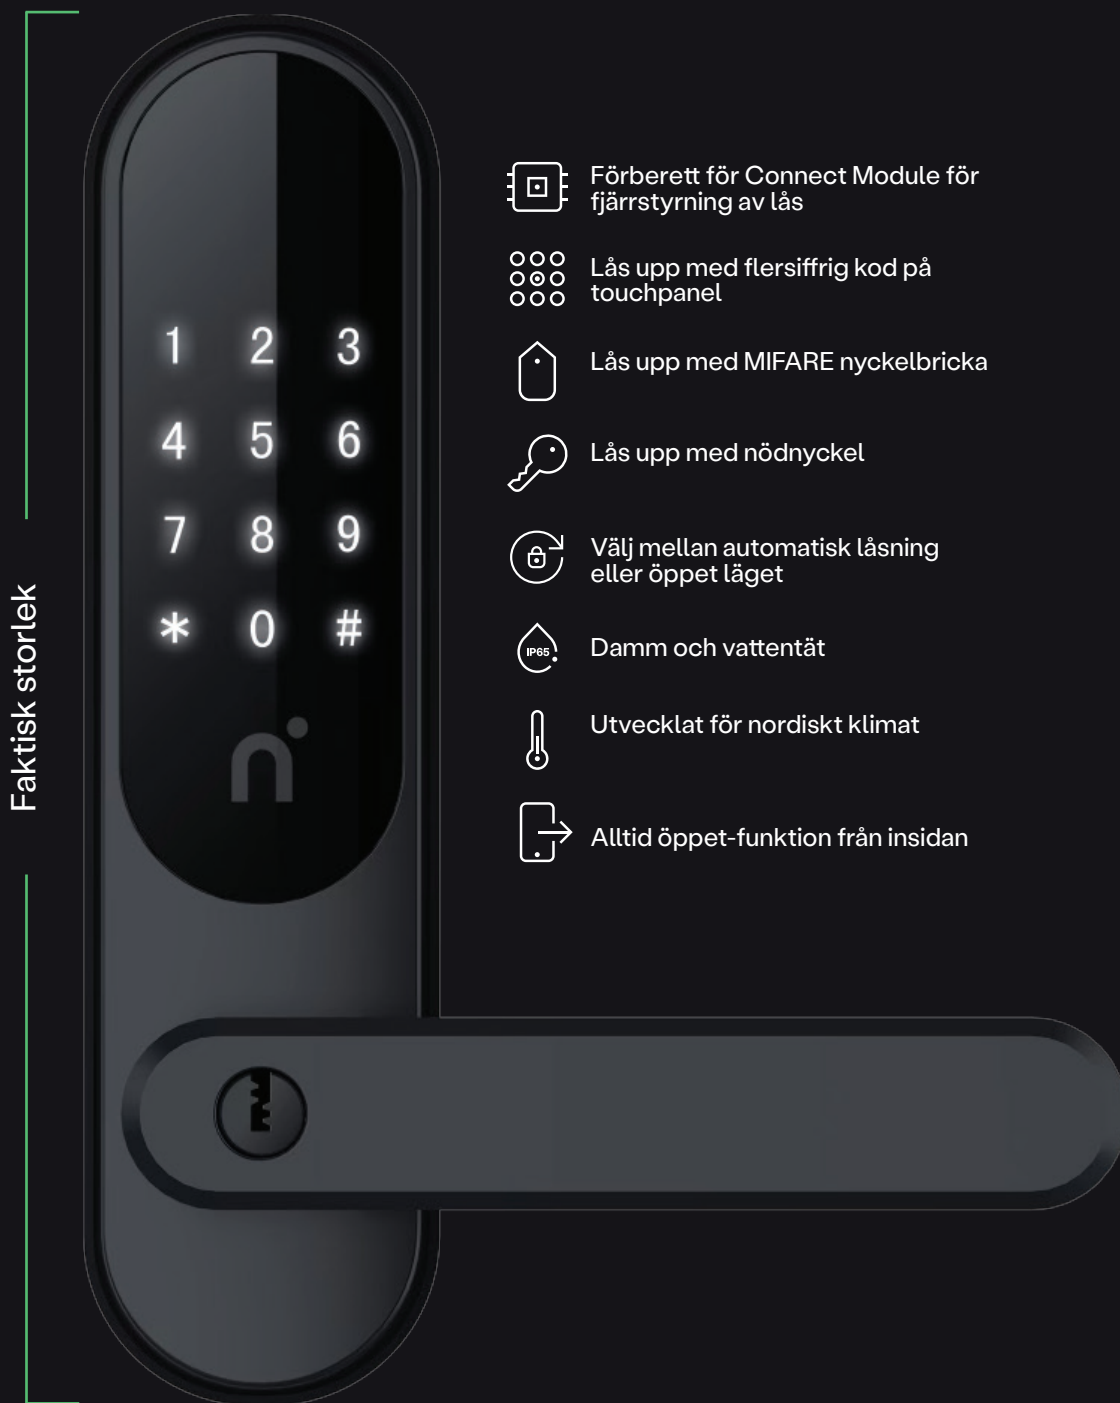 Faktisk storlek
1 2 3
4 5 6
7 8 9
* 0 #
n
Förberett för Connect Module för
fjärrstyrning av lås
Lås upp med flersiffrig kod på
touchpanel
Lås upp med MIFARE nyckelbricka
Lås upp med nödnyckel
Välj mellan automatisk låsning
eller öppet läget
IP65
Damm och vattentät
Utvecklat för nordiskt klimat
Alltid öppet-funktion från insidan